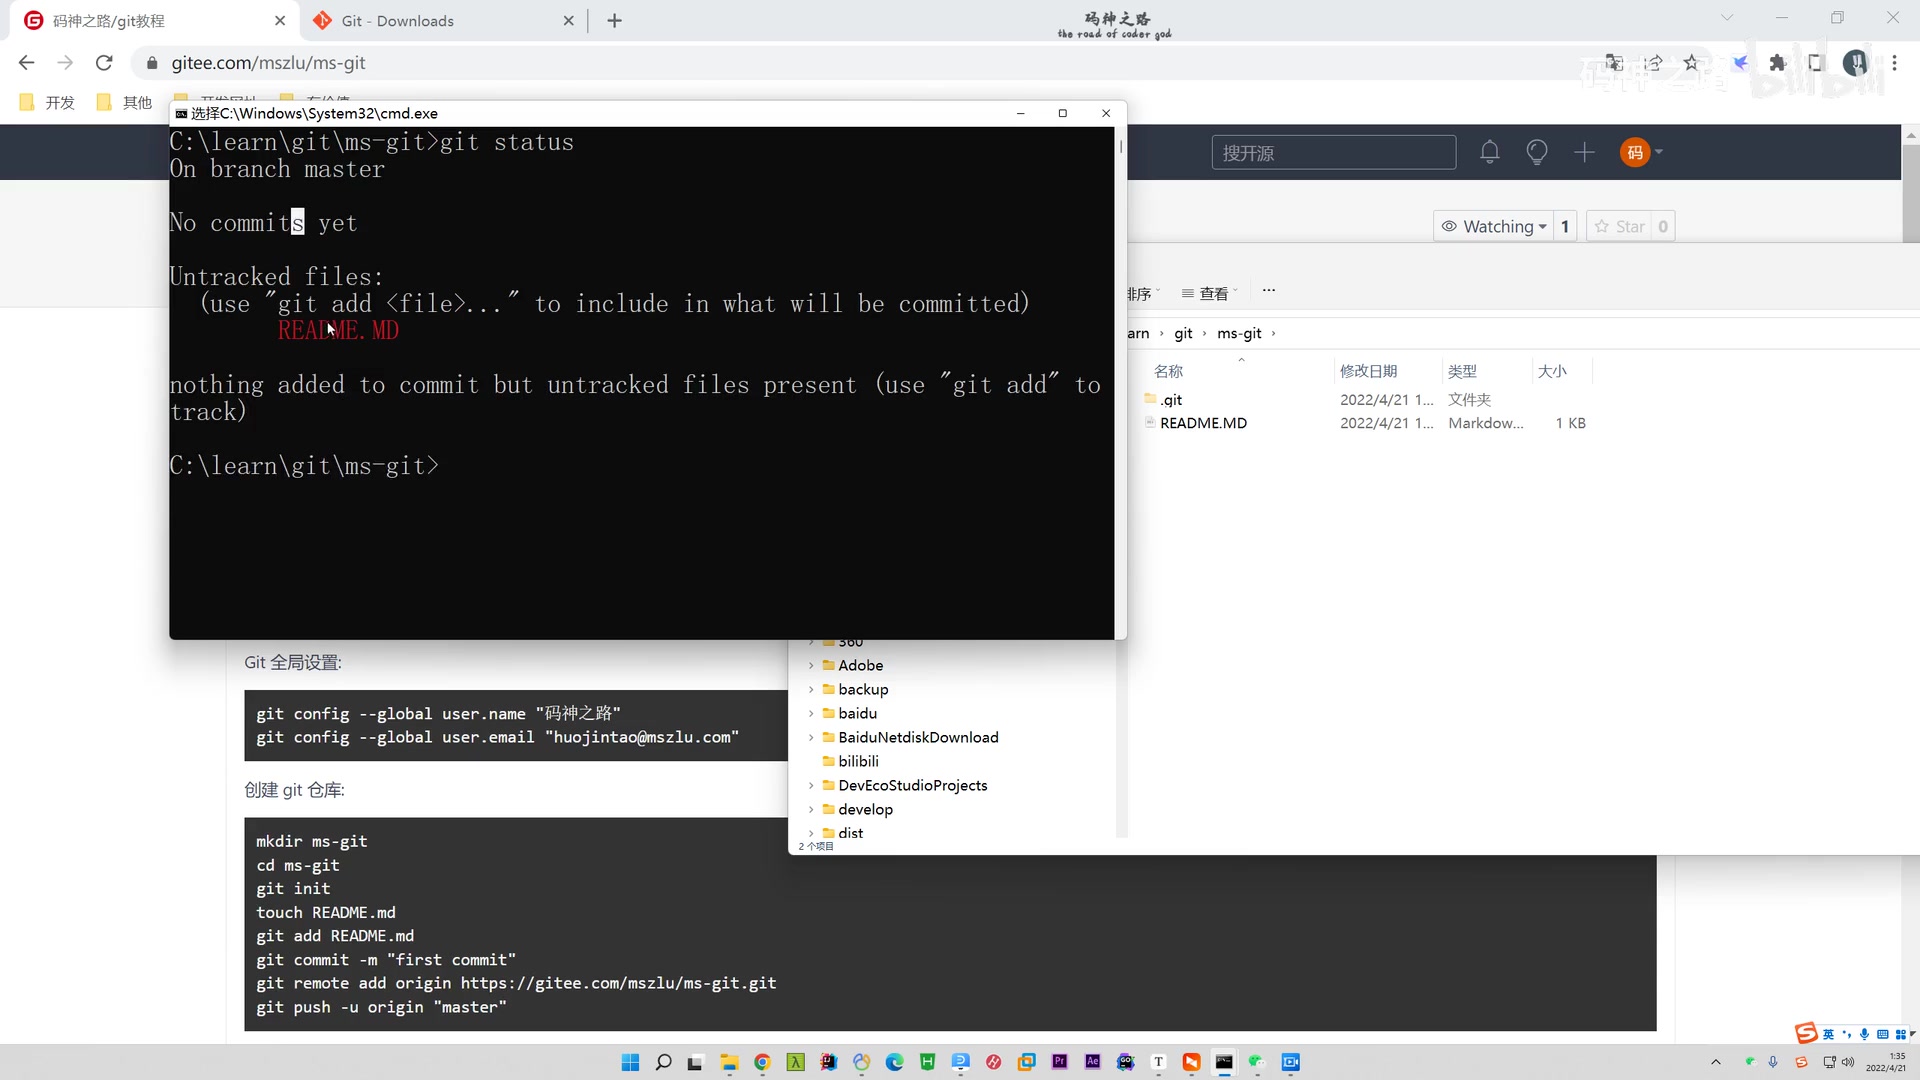 码神之路/git教程
Git - Downloads
码神之路
the road of coder god
gitee.com/mszlu/ms-git
码神之路 bilibili
开发
其他
选择C:\Windows\System32\cmd.exe
C:\learn\git\ms-git>git status
On branch master
No commits yet
Untracked files:
(use "git add <file>..." to include in what will be committed)
README.MD
nothing added to commit but untracked files present (use "git add" to
track)
C:\learn\git\ms-git>
搜开源
码
Watching 1
Star 0
排序 查看 ...
arn › git › ms-git ›
名称 修改日期 类型 大小
.git 2022/4/21 1... 文件夹
README.MD 2022/4/21 1... Markdow... 1 KB
360
Adobe
backup
baidu
BaiduNetdiskDownload
bilibili
DevEcoStudioProjects
develop
dist
2 个项目
Git 全局设置:
git config --global user.name "码神之路"
git config --global user.email "huojintao@mszlu.com"
创建 git 仓库:
mkdir ms-git
cd ms-git
git init
touch README.md
git add README.md
git commit -m "first commit"
git remote add origin https://gitee.com/mszlu/ms-git.git
git push -u origin "master"
英
1:35
2022/4/21